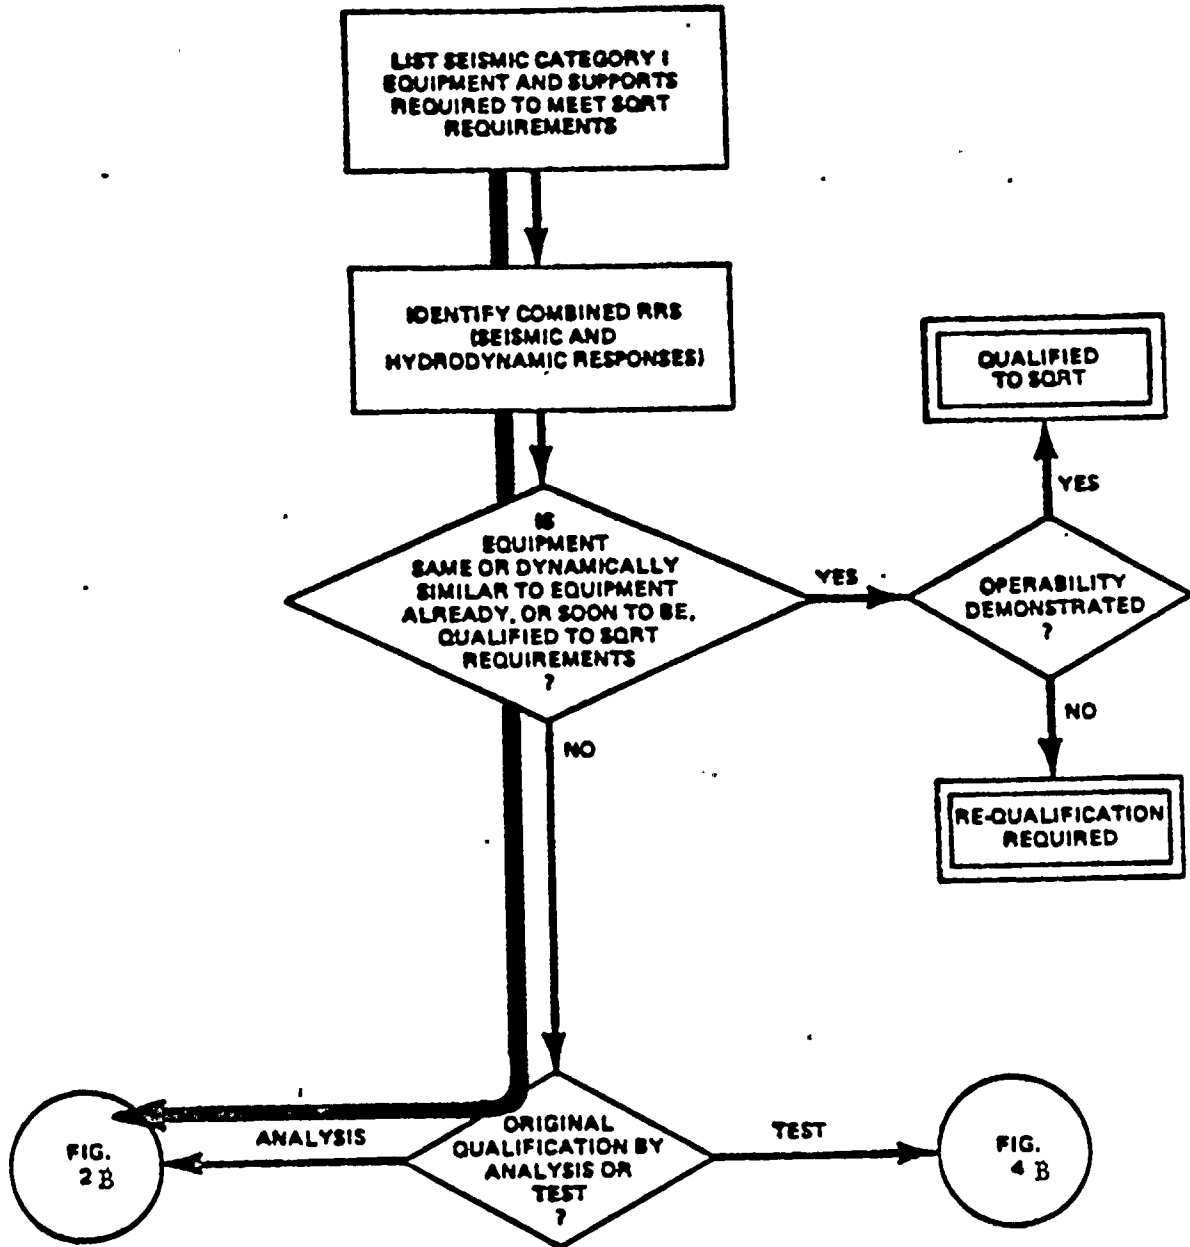 LIST SEISMIC CATEGORY I
EQUIPMENT AND SUPPORTS
REQUIRED TO MEET SQRT
REQUIREMENTS
IDENTIFY COMBINED RRS
(SEISMIC AND
HYDRODYNAMIC RESPONSES)
QUALIFIED
TO SQRT
YES
IS
EQUIPMENT
SAME OR DYNAMICALLY
SIMILAR TO EQUIPMENT
ALREADY, OR SOON TO BE,
QUALIFIED TO SQRT
REQUIREMENTS
?
YES
OPERABILITY
DEMONSTRATED
?
NO
NO
RE-QUALIFICATION
REQUIRED
ORIGINAL
QUALIFICATION BY
ANALYSIS OR
TEST
?
ANALYSIS
TEST
FIG.
2 B
FIG.
4 B